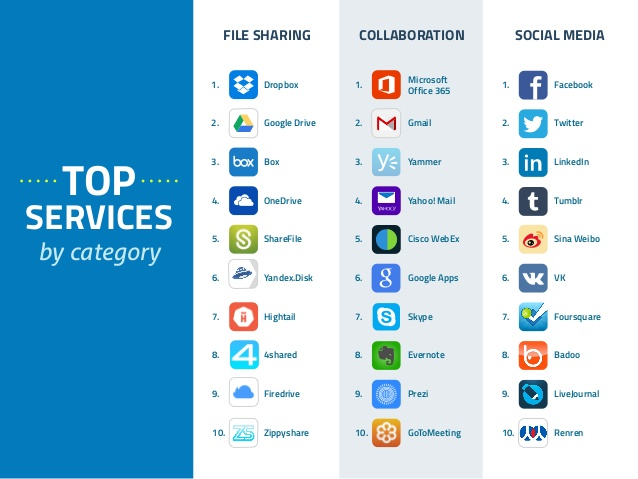 TOP
SERVICES
by category
FILE SHARING
1. Dropbox
2. Google Drive
3. box Box
4. OneDrive
5. ShareFile
6. Yandex.Disk
7. Hightail
8. 4shared
9. Firedrive
10. Zippyshare
COLLABORATION
1. Microsoft
Office 365
2. Gmail
3. Yammer
4. YAHOO! Yahoo! Mail
5. Cisco WebEx
6. g Google Apps
7. Skype
8. Evernote
9. Prezi
10. GoToMeeting
SOCIAL MEDIA
1. f Facebook
2. Twitter
3. in LinkedIn
4. t Tumblr
5. Sina Weibo
6. VK
7. Foursquare
8. Badoo
9. LiveJournal
10. Renren